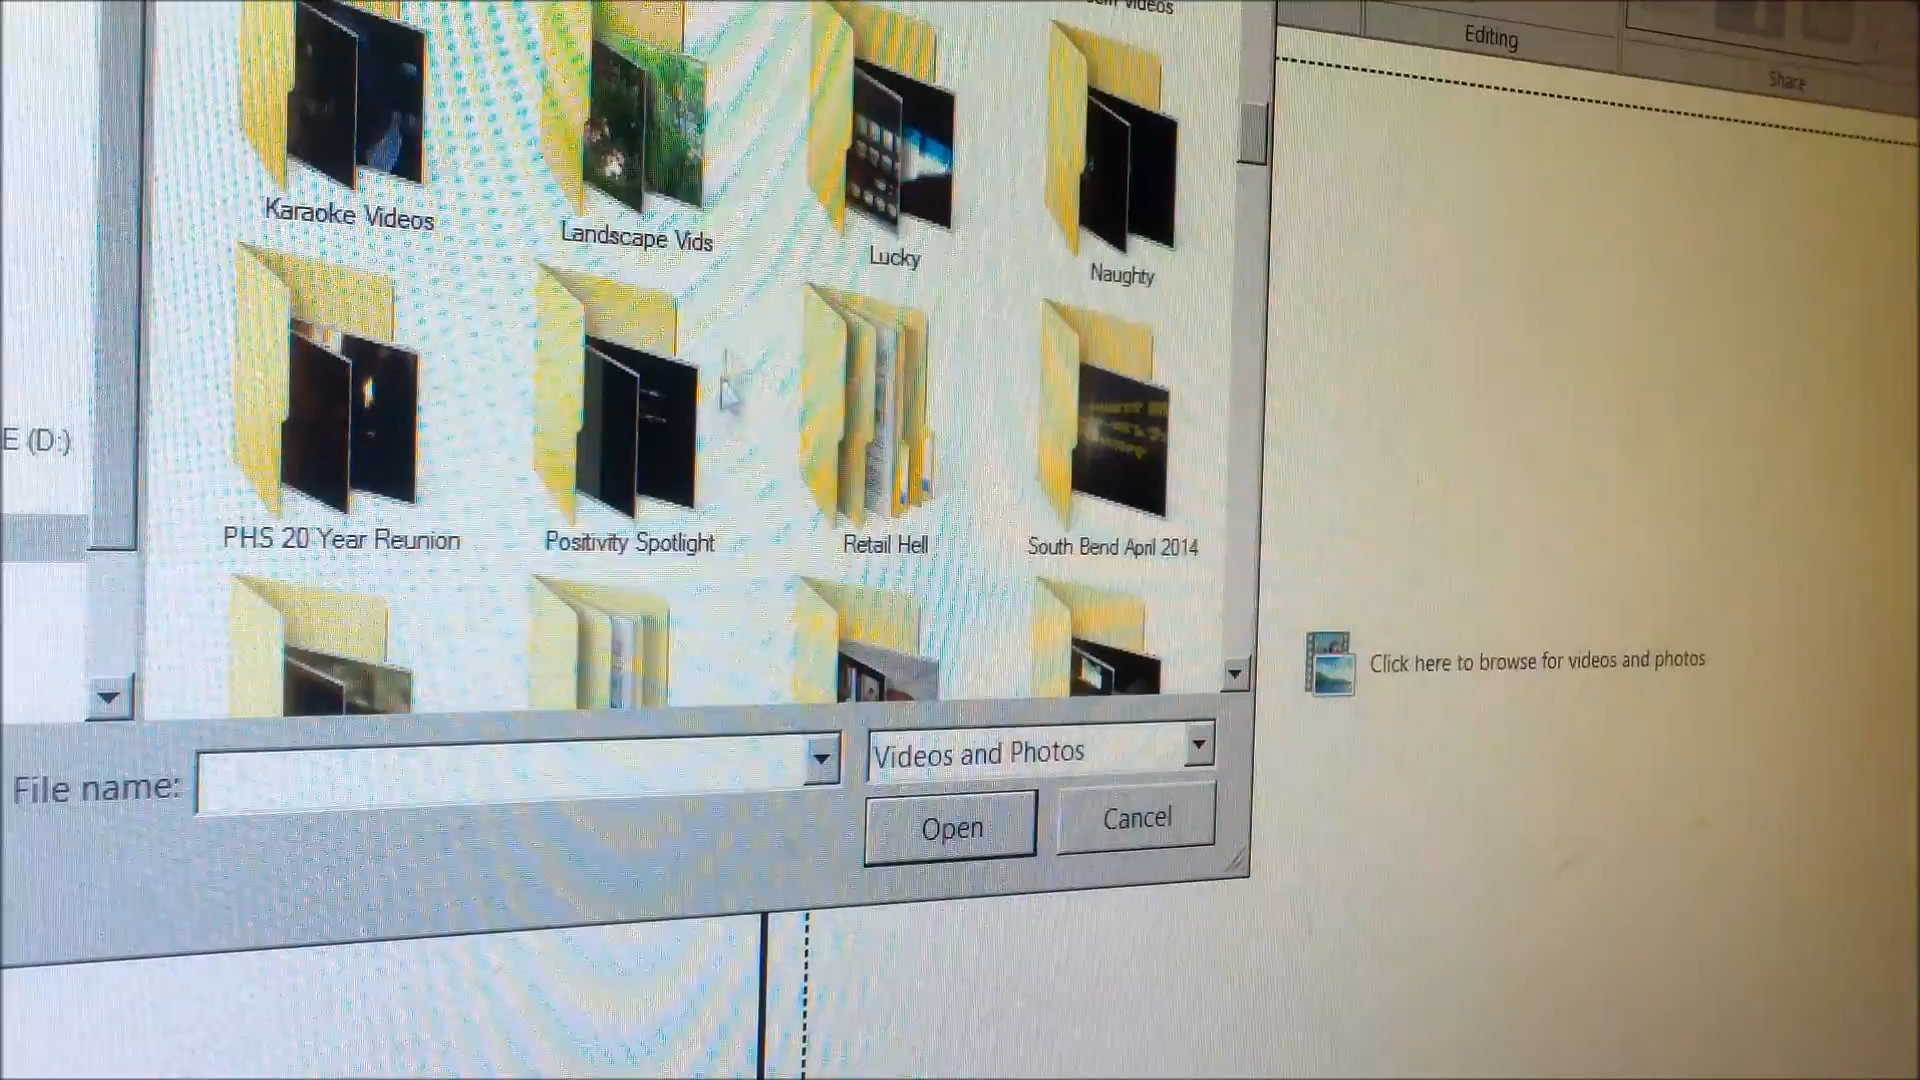 Videos
Editing
Share
Karaoke Videos
Landscape Vids
Lucky
Naughty
E (D:)
PHS 20 Year Reunion
Positivity Spotlight
Retail Hell
South Bend April 2014
Click here to browse for videos and photos
File name:
Videos and Photos
Open
Cancel